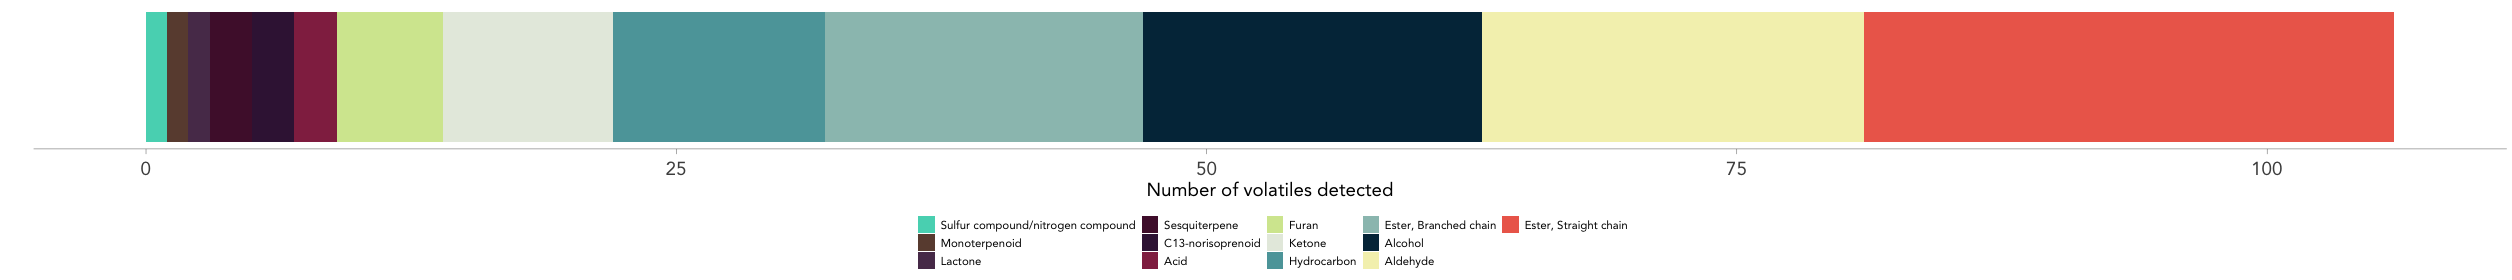 0 25 50 75 100
Number of volatiles detected
Sulfur compound/nitrogen compound Sesquiterpene Furan Ester, Branched chain Ester, Straight chain
Monoterpenoid C13-norisoprenoid Ketone Alcohol
Lactone Acid Hydrocarbon Aldehyde